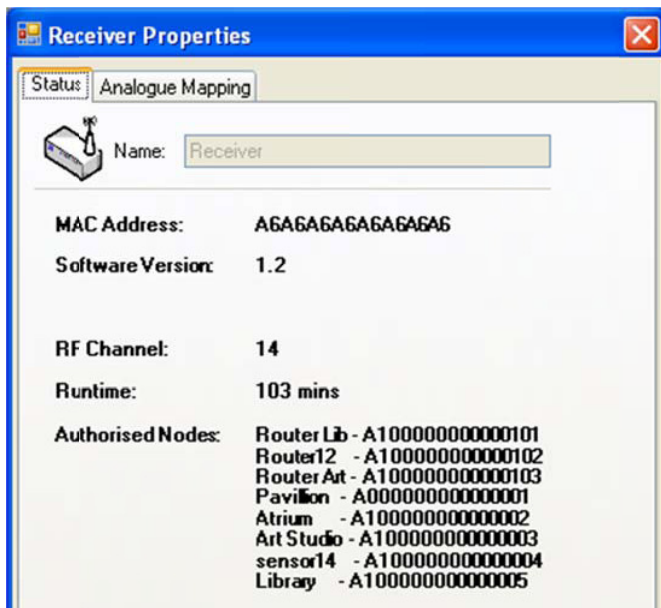 Receiver Properties
Status Analogue Mapping
Name: Receiver
MAC Address: A6A6A6A6A6A6A6A6
Software Version: 1.2
RF Channel: 14
Runtime: 103 mins
Authorised Nodes: Router Lib - A100000000000101
Router12 - A100000000000102
Router Art - A100000000000103
Pavillion - A000000000000001
Atrium - A100000000000002
Art Studio - A100000000000003
sensor14 - A100000000000004
Library - A100000000000005